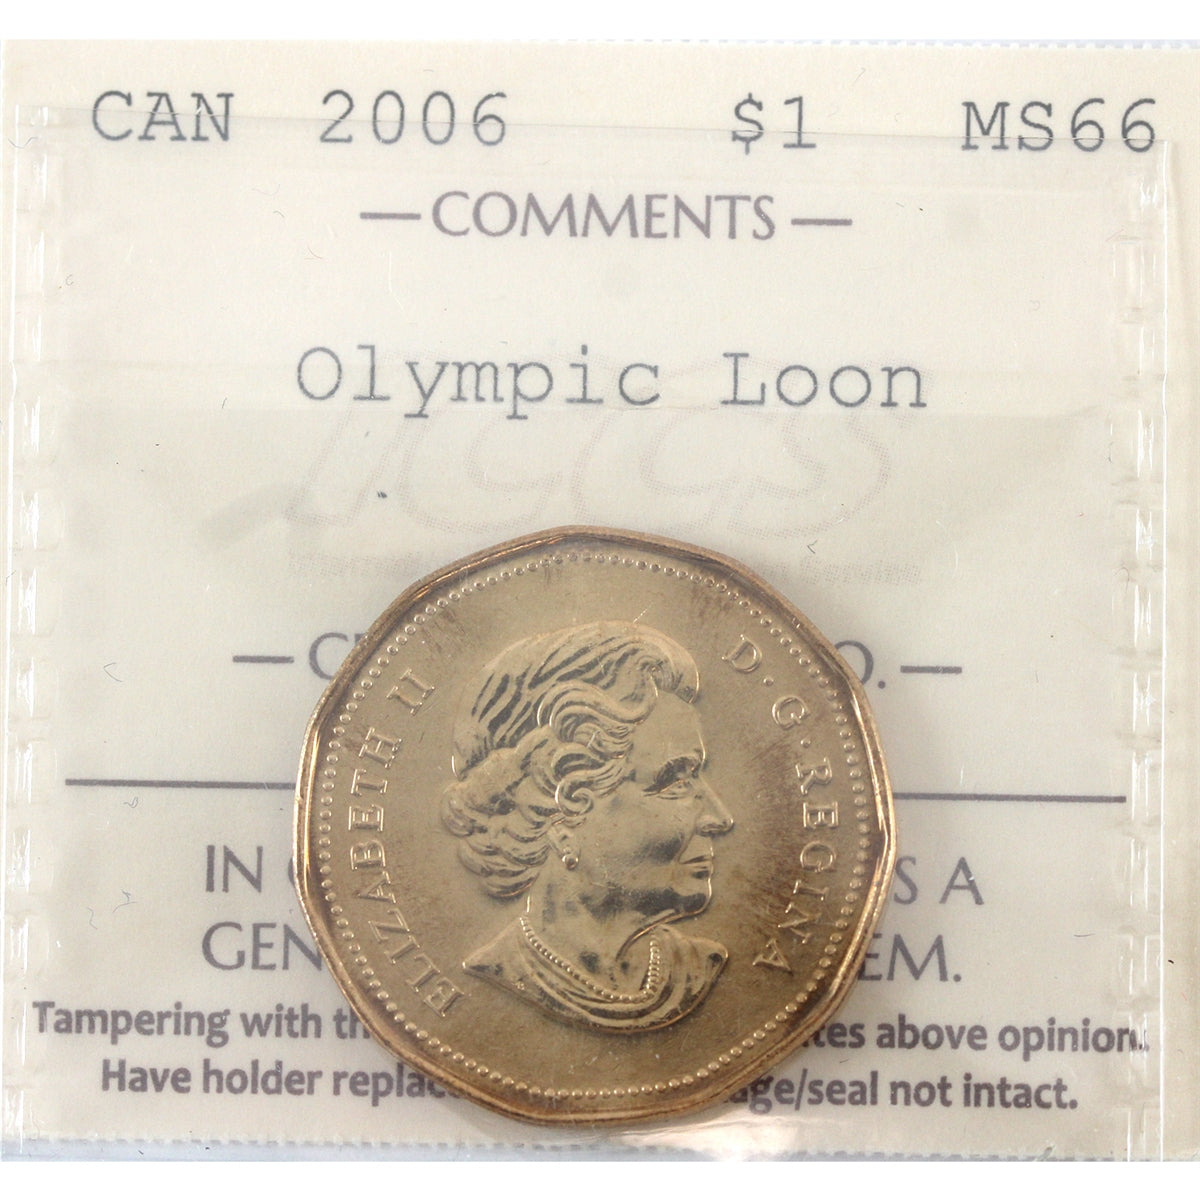 CAN 2006 $1 MS66
— COMMENTS —
Olympic Loon
ICCS
ELIZABETH II D·G·REGINA
IN
S A
GEN
EM.
Tampering with th
tes above opinion.
Have holder replac
age/seal not intact.